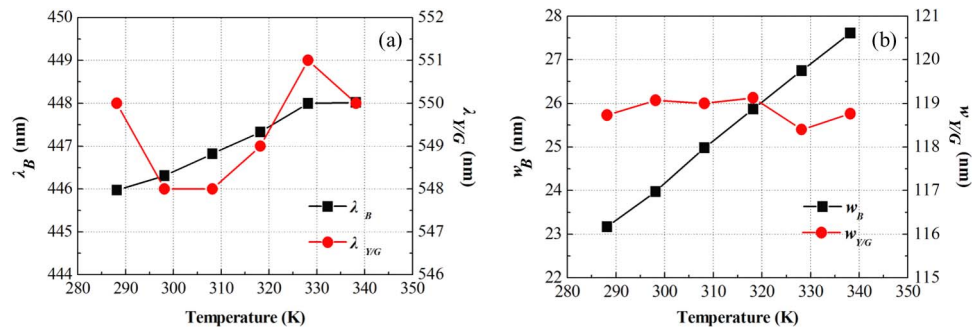 450
449
448
447
446
445
444
λB (nm)
(a)
552
551
550
549
548
547
546
λY/G (nm)
λB
λY/G
280 290 300 310 320 330 340 350
Temperature (K)
28
27
26
25
24
23
22
wB (nm)
(b)
121
120
119
118
117
116
115
wY/G (nm)
wB
wY/G
280 290 300 310 320 330 340 350
Temperature (K)